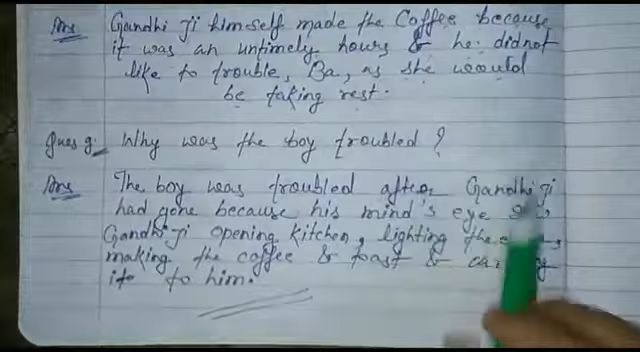 Ans Gandhi Ji himself made the Coffee because
it was an untimely hours & he didnot
like to trouble, Ba, as she would
be taking rest.
Ques 9. Why was the boy troubled ?
Ans The boy was troubled after Gandhi Ji
had gone because his mind's eye
Gandhi Ji opening kitchen, lighting the
making the coffee & toast &
it to him.